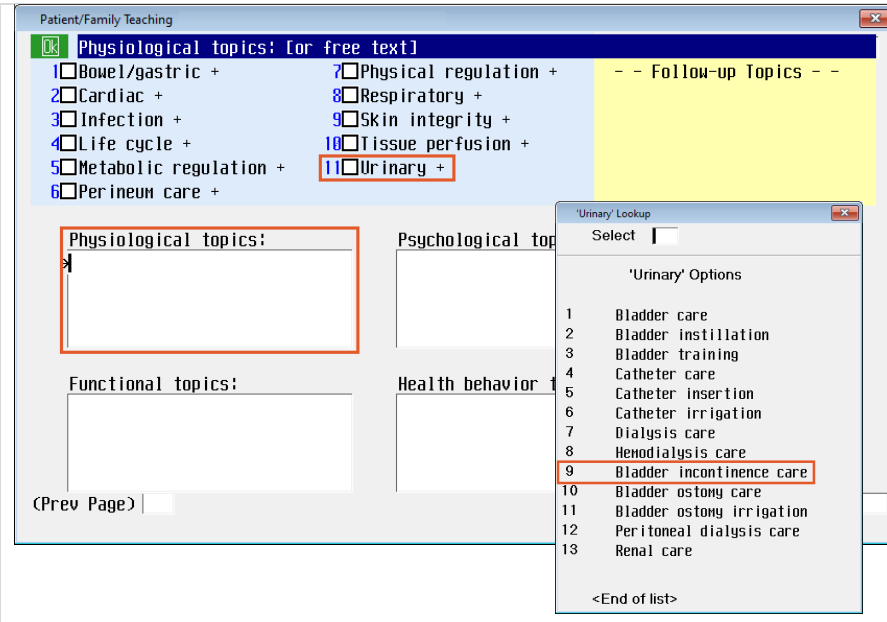 Patient/Family Teaching
Ok Physiological topics: [or free text]
1 Bowel/gastric + 7 Physical regulation + - - Follow-up Topics - -
2 Cardiac + 8 Respiratory +
3 Infection + 9 Skin integrity +
4 Life cycle + 10 Tissue perfusion +
5 Metabolic regulation + 11 Urinary +
6 Perineum care +
Physiological topics:
Psychological top
Functional topics:
Health behavior t
(Prev Page)
'Urinary' Lookup
Select
'Urinary' Options
1 Bladder care
2 Bladder instillation
3 Bladder training
4 Catheter care
5 Catheter insertion
6 Catheter irrigation
7 Dialysis care
8 Hemodialysis care
9 Bladder incontinence care
10 Bladder ostomy care
11 Bladder ostomy irrigation
12 Peritoneal dialysis care
13 Renal care
<End of list>